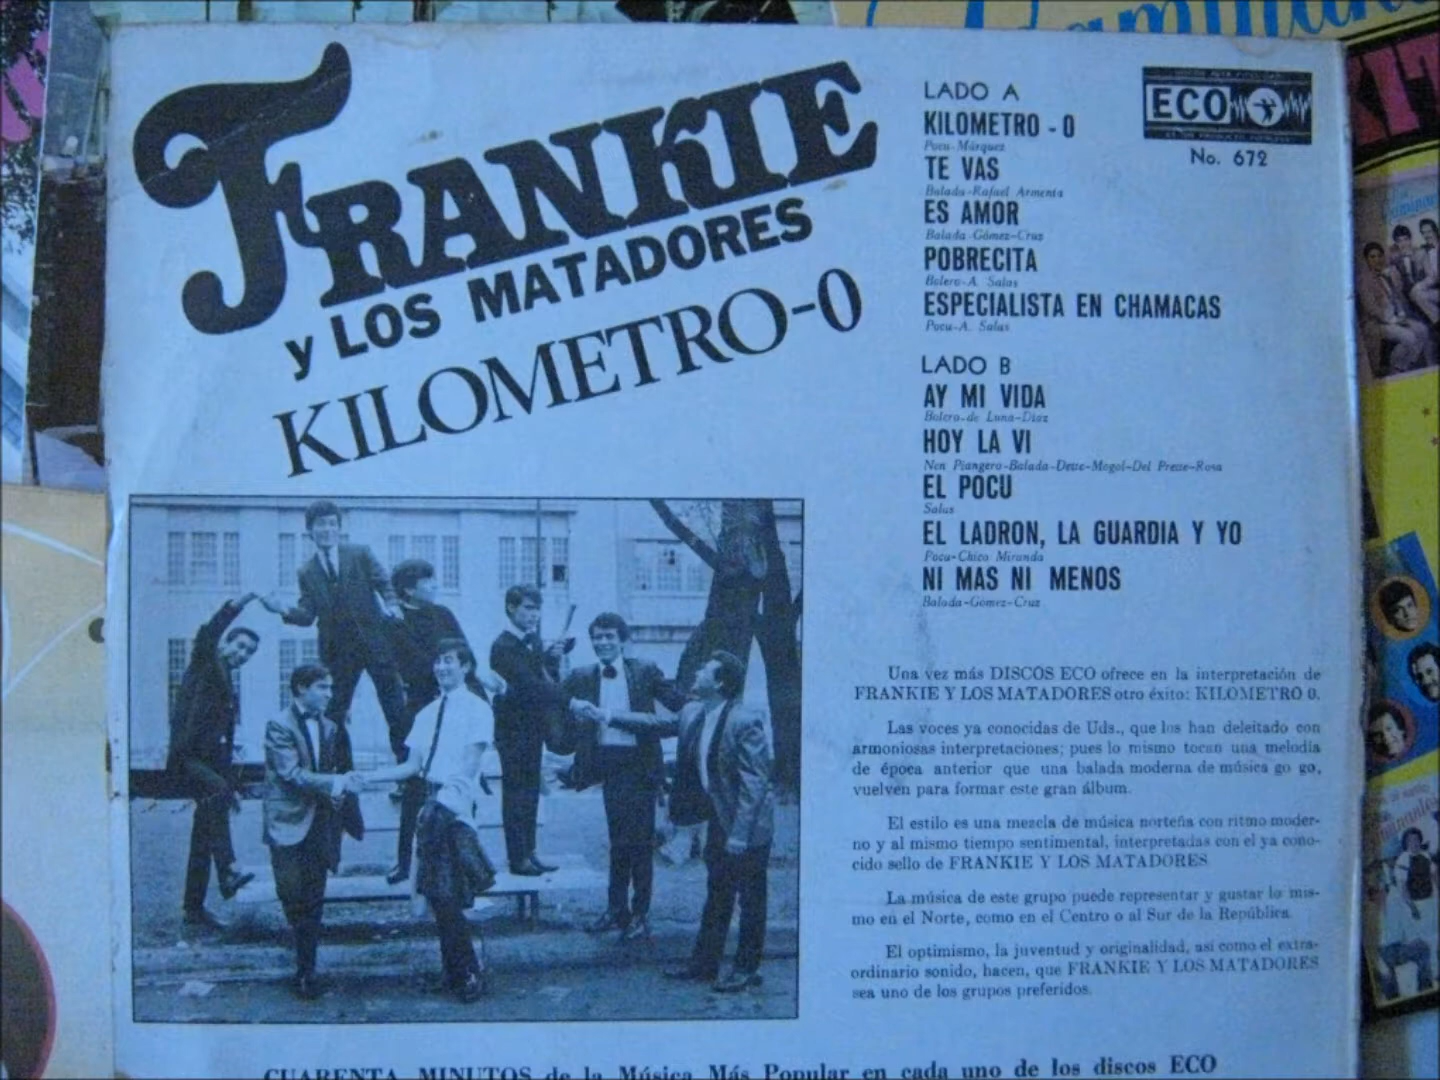 FRANKIE
y LOS MATADORES
KILOMETRO-0
LADO A
KILOMETRO - 0
Pocu-Márquez
TE VAS
Balada-Rafael Armenta
ES AMOR
Balada-Gómez-Cruz
POBRECITA
Bolero-A. Salas
ESPECIALISTA EN CHAMACAS
Pocu-A. Salas
ECO
No. 672
LADO B
AY MI VIDA
Bolero-de Luna-Díaz
HOY LA VI
Non Piangero-Balada-Mogol-Del Prete-Rosa
EL POCU
Salas
EL LADRON, LA GUARDIA Y YO
Pocu-Chico Miranda
NI MAS NI MENOS
Balada-Gómez-Cruz
Una vez más DISCOS ECO ofrece en la interpretación de
FRANKIE Y LOS MATADORES otro éxito: KILOMETRO 0.
Las voces ya conocidas de Uds., que los han deleitado con
armoniosas interpretaciones; pues lo mismo tocan una melodía
de época anterior que una balada moderna de música go go,
vuelven para formar este gran álbum.
El estilo es una mezcla de música norteña con ritmo moder-
no y al mismo tiempo sentimental, interpretadas con el ya cono-
cido sello de FRANKIE Y LOS MATADORES
La música de este grupo puede representar y gustar lo mis-
mo en el Norte, como en el Centro o al Sur de la República.
El optimismo, la juventud y originalidad, así como el extra-
ordinario sonido, hacen, que FRANKIE Y LOS MATADORES
sea uno de los grupos preferidos.
CUARENTA MINUTOS de la Música Más Popular en cada uno de los discos ECO